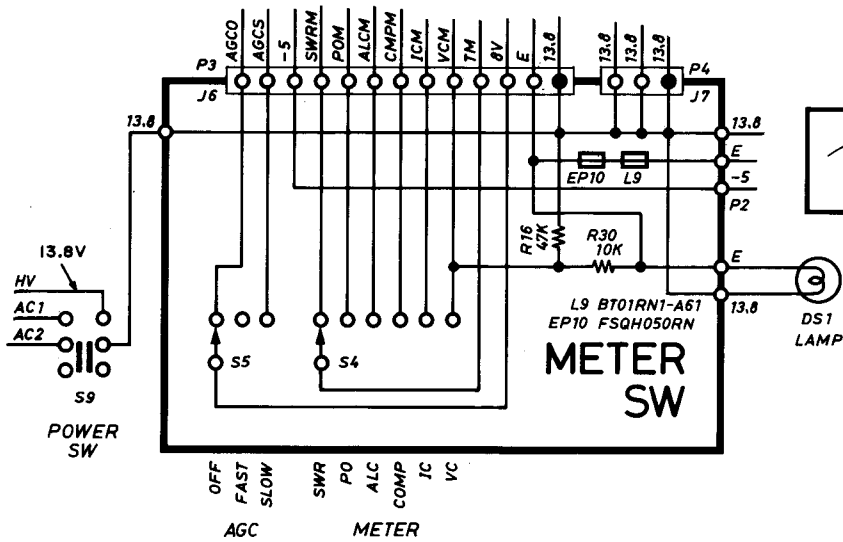 AGCO
AGCS
-5
SWRM
POM
ALCM
CMPM
ICM
VCM
TM
8V
E
13.8
13.8
13.8
13.8
P3
J6
P4
J7
13.8
13.8
E
EP10 L9
-5
P2
R16
47K
R30
10K
13.8V
HV
AC1
AC2
S9
POWER
SW
E
13.8
L9 BT01RN1-A61
EP10 FSQH050RN
DS1
LAMP
S5
S4
METER
SW
OFF
FAST
SLOW
SWR
PO
ALC
COMP
IC
VC
AGC
METER